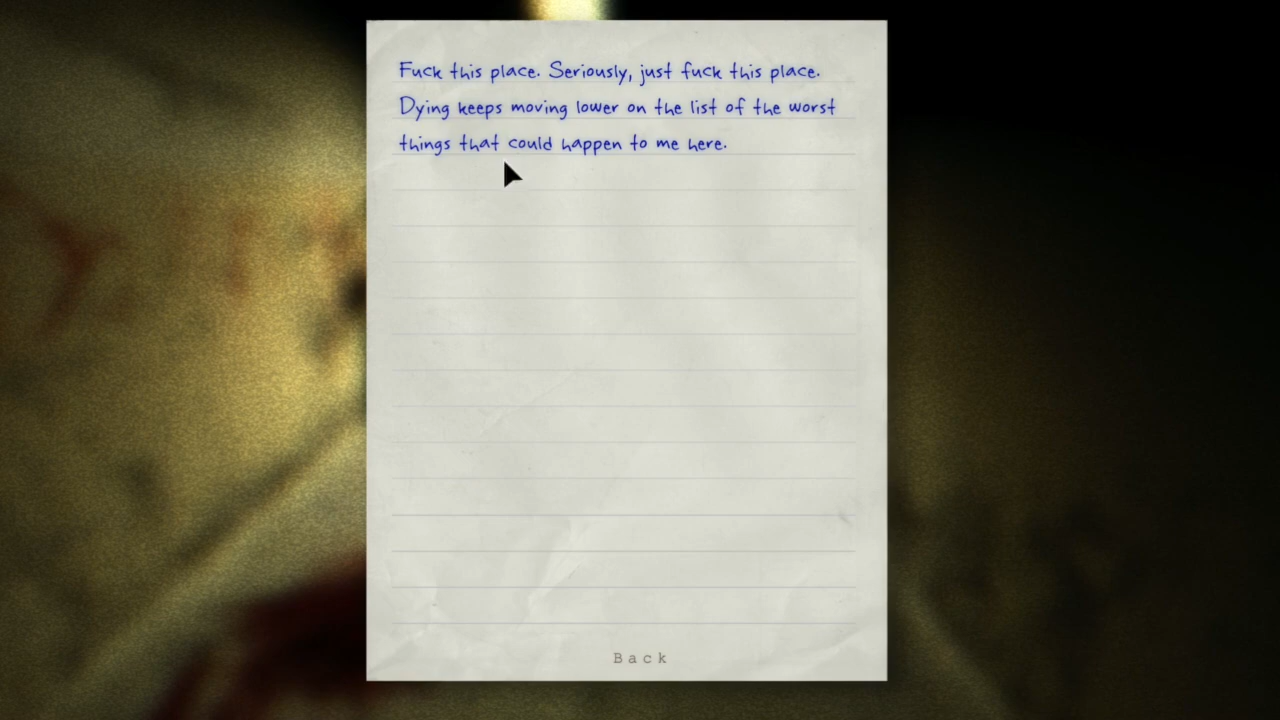 Fuck this place. Seriously, just fuck this place.
Dying keeps moving lower on the list of the worst
things that could happen to me here.
Back